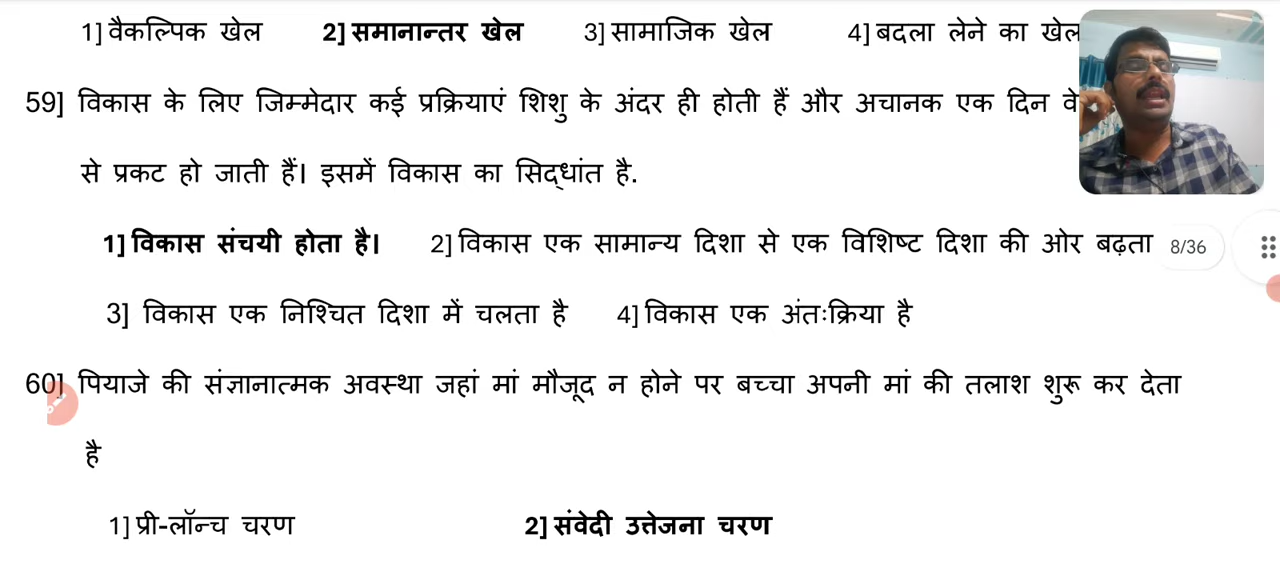 1] वैकल्पिक खेल 2] समानान्तर खेल 3] सामाजिक खेल 4] बदला लेने का खेल
59] विकास के लिए जिम्मेदार कई प्रक्रियाएं शिशु के अंदर ही होती हैं और अचानक एक दिन वे
से प्रकट हो जाती हैं। इसमें विकास का सिद्धांत है.
1] विकास संचयी होता है। 2] विकास एक सामान्य दिशा से एक विशिष्ट दिशा की ओर बढ़ता 8/36
3] विकास एक निश्चित दिशा में चलता है 4] विकास एक अंतःक्रिया है
60] पियाजे की संज्ञानात्मक अवस्था जहां मां मौजूद न होने पर बच्चा अपनी मां की तलाश शुरू कर देता
है
1] प्री-लॉन्च चरण 2] संवेदी उत्तेजना चरण